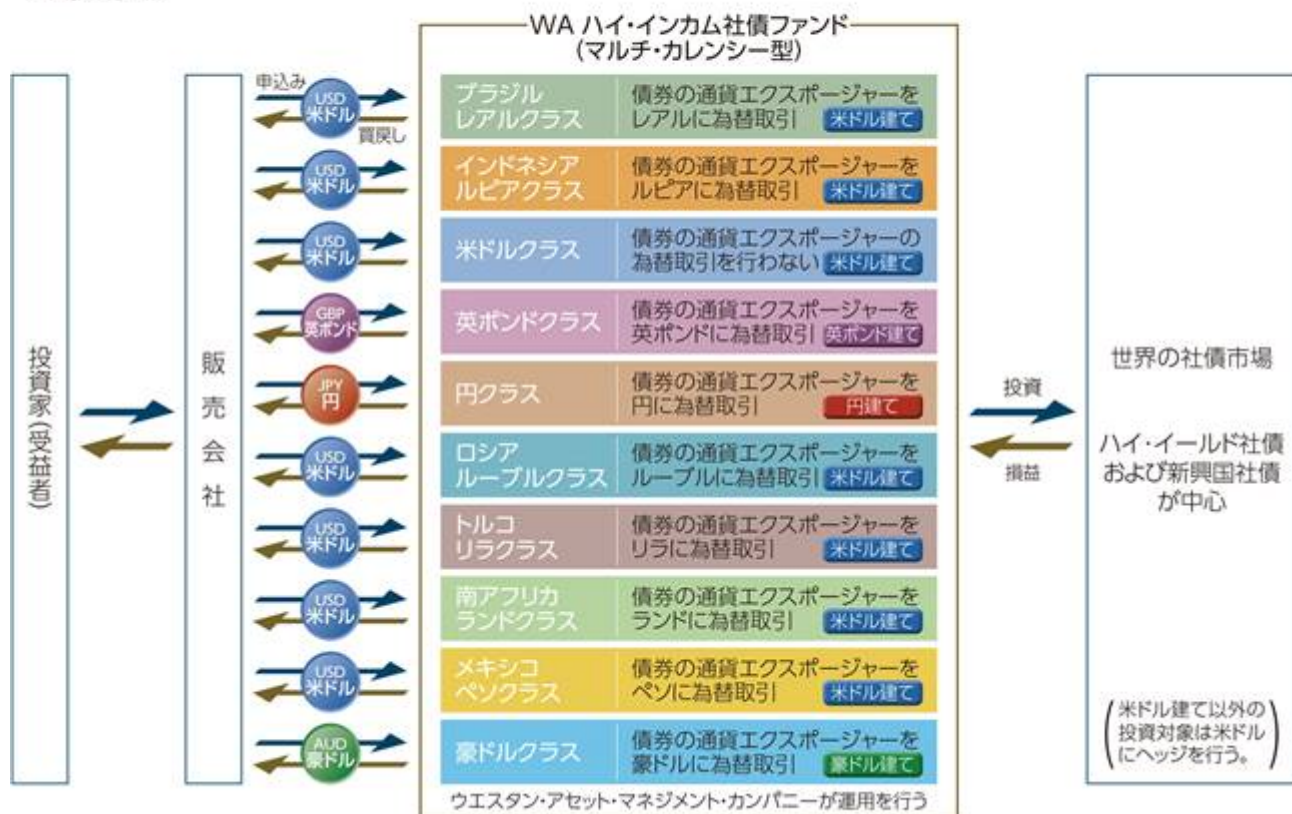 WA ハイ・インカム社債ファンド
(マルチ・カレンシー型)
投資家(受益者)
販売会社
申込み
USD
米ドル
買戻し
ブラジル
レアルクラス
債券の通貨エクスポージャーを
レアルに為替取引 米ドル建て
USD
米ドル
インドネシア
ルピアクラス
債券の通貨エクスポージャーを
ルピアに為替取引 米ドル建て
USD
米ドル
米ドルクラス
債券の通貨エクスポージャーの
為替取引を行わない 米ドル建て
GBP
英ポンド
英ポンドクラス
債券の通貨エクスポージャーを
英ポンドに為替取引 英ポンド建て
JPY
円
円クラス
債券の通貨エクスポージャーを
円に為替取引 円建て
USD
米ドル
ロシア
ルーブルクラス
債券の通貨エクスポージャーを
ルーブルに為替取引 米ドル建て
USD
米ドル
トルコ
リラクラス
債券の通貨エクスポージャーを
リラに為替取引 米ドル建て
USD
米ドル
南アフリカ
ランドクラス
債券の通貨エクスポージャーを
ランドに為替取引 米ドル建て
USD
米ドル
メキシコ
ペソクラス
債券の通貨エクスポージャーを
ペソに為替取引 米ドル建て
AUD
豪ドル
豪ドルクラス
債券の通貨エクスポージャーを
豪ドルに為替取引 豪ドル建て
ウエスタン・アセット・マネジメント・カンパニーが運用を行う
投資
損益
世界の社債市場
ハイ・イールド社債
および新興国社債
が中心
(米ドル建て以外の
投資対象は米ドル
にヘッジを行う。)